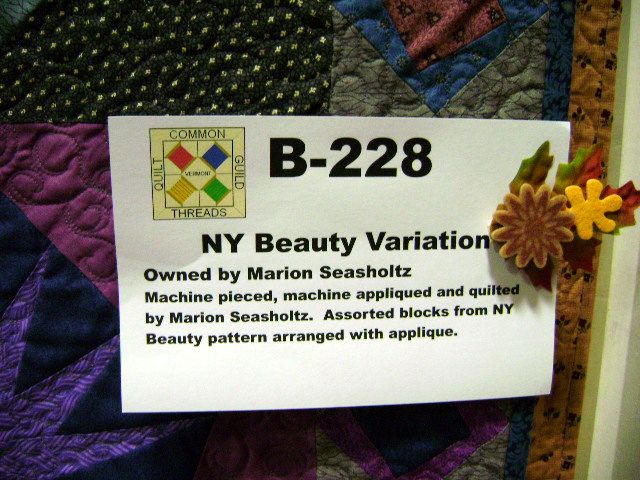 COMMON
QUILT
GUILD
VERMONT
THREADS
B-228
NY Beauty Variation
Owned by Marion Seasholtz
Machine pieced, machine appliqued and quilted
by Marion Seasholtz.  Assorted blocks from NY
Beauty pattern arranged with applique.